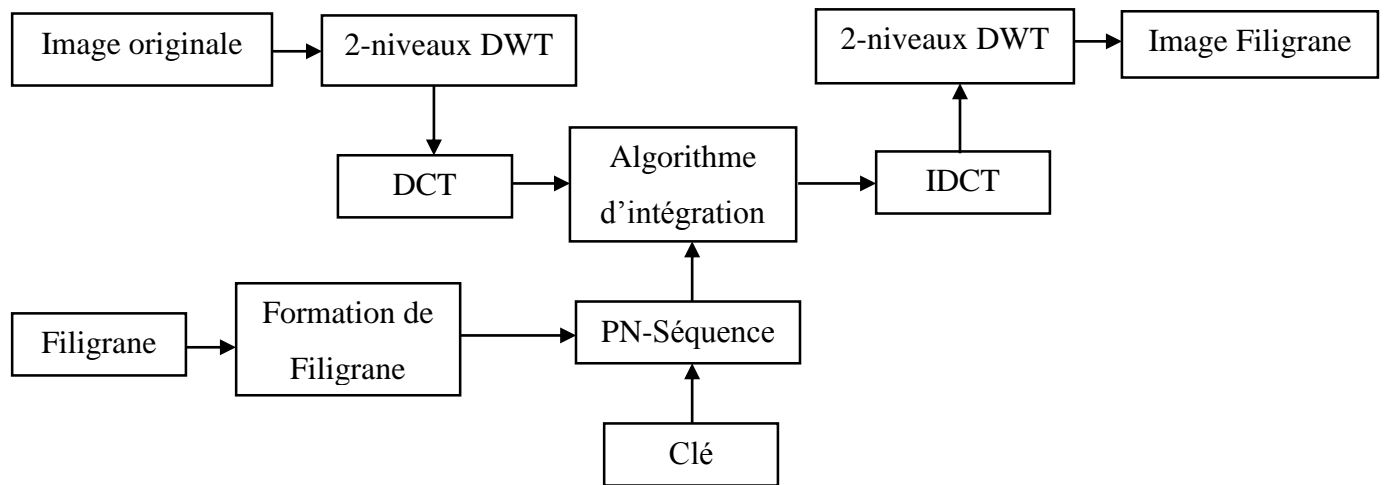 Image originale
2-niveaux DWT
2-niveaux DWT
Image Filigrane
DCT
Algorithme
d’intégration
IDCT
Filigrane
Formation de
Filigrane
PN-Séquence
Clé